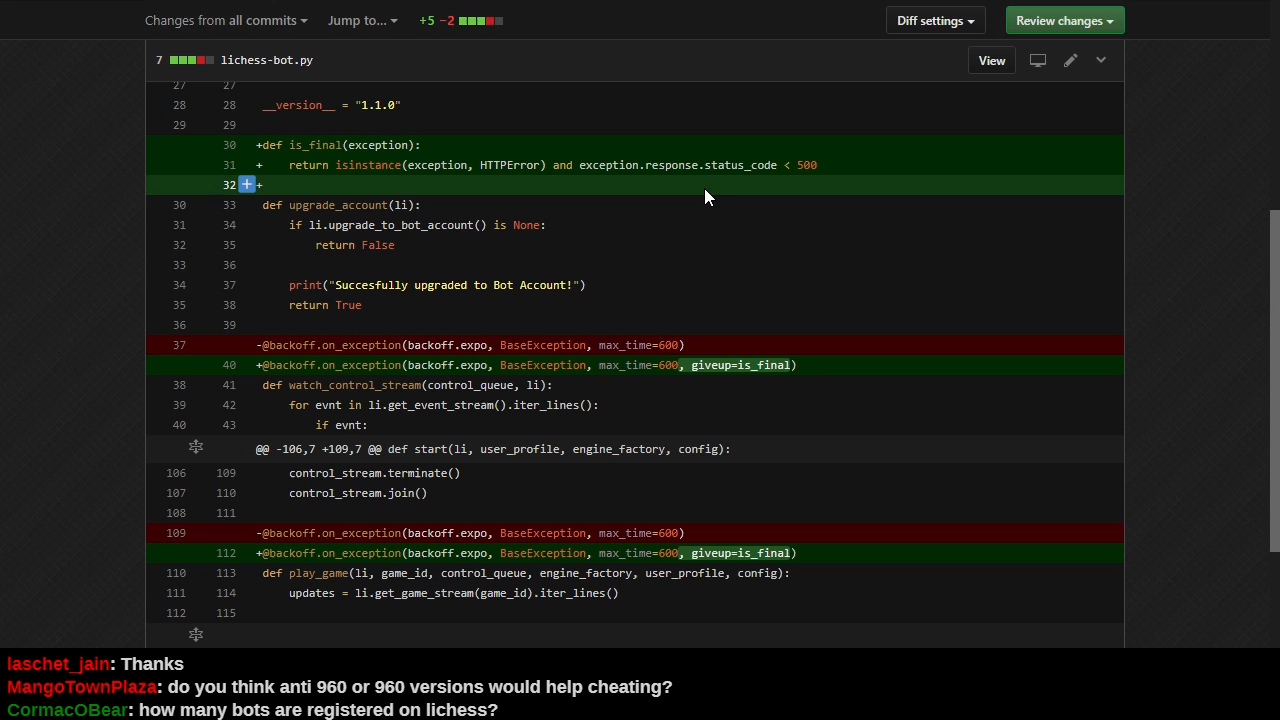 Changes from all commits Jump to... +5 −2 Diff settings Review changes
7 lichess-bot.py View
27 27
28 28 __version__ = "1.1.0"
29 29
30 +def is_final(exception):
31 + return isinstance(exception, HTTPError) and exception.response.status_code < 500
32 +
30 33 def upgrade_account(li):
31 34 if li.upgrade_to_bot_account() is None:
32 35 return False
33 36
34 37 print("Succesfully upgraded to Bot Account!")
35 38 return True
36 39
37 -@backoff.on_exception(backoff.expo, BaseException, max_time=600)
40 +@backoff.on_exception(backoff.expo, BaseException, max_time=600, giveup=is_final)
38 41 def watch_control_stream(control_queue, li):
39 42 for evnt in li.get_event_stream().iter_lines():
40 43 if evnt:
@@ -106,7 +109,7 @@ def start(li, user_profile, engine_factory, config):
106 109 control_stream.terminate()
107 110 control_stream.join()
108 111
109 -@backoff.on_exception(backoff.expo, BaseException, max_time=600)
112 +@backoff.on_exception(backoff.expo, BaseException, max_time=600, giveup=is_final)
110 113 def play_game(li, game_id, control_queue, engine_factory, user_profile, config):
111 114 updates = li.get_game_stream(game_id).iter_lines()
112 115
laschet_jain: Thanks
MangoTownPlaza: do you think anti 960 or 960 versions would help cheating?
CormacOBear: how many bots are registered on lichess?